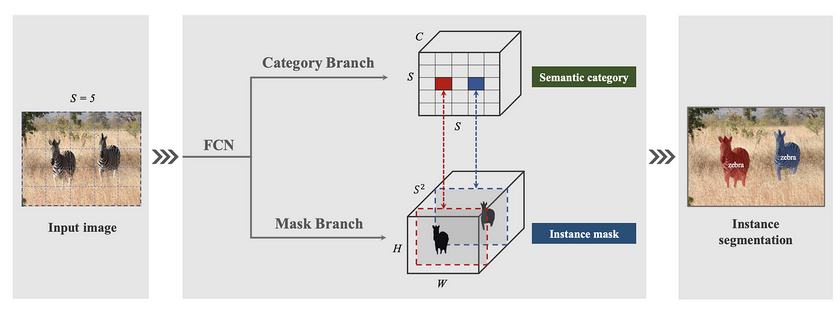 S = 5
Input image
FCN
Category Branch
Mask Branch
C
S
S
Semantic category
S²
H
W
Instance mask
zebra
zebra
Instance
segmentation